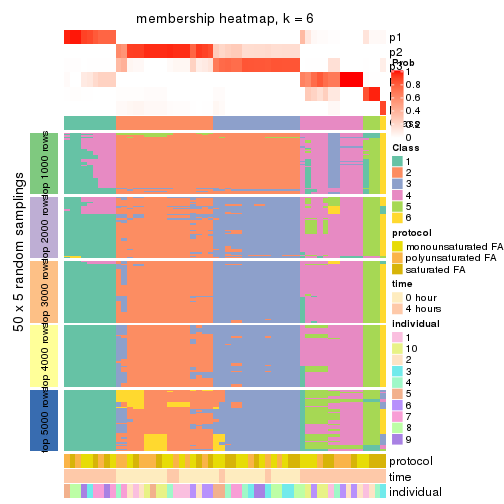 membership heatmap, k = 6
p1
p2
p3
Prob
1
0.8
0.6
0.4
0.2
0
Class
1
2
3
4
5
6
protocol
monounsaturated FA
polyunsaturated FA
saturated FA
time
0 hour
4 hours
individual
1
10
2
3
4
5
6
7
8
9
50 x 5 random samplings
top 1000 rows
top 2000 rows
top 3000 rows
top 4000 rows
top 5000 rows
protocol
time
individual